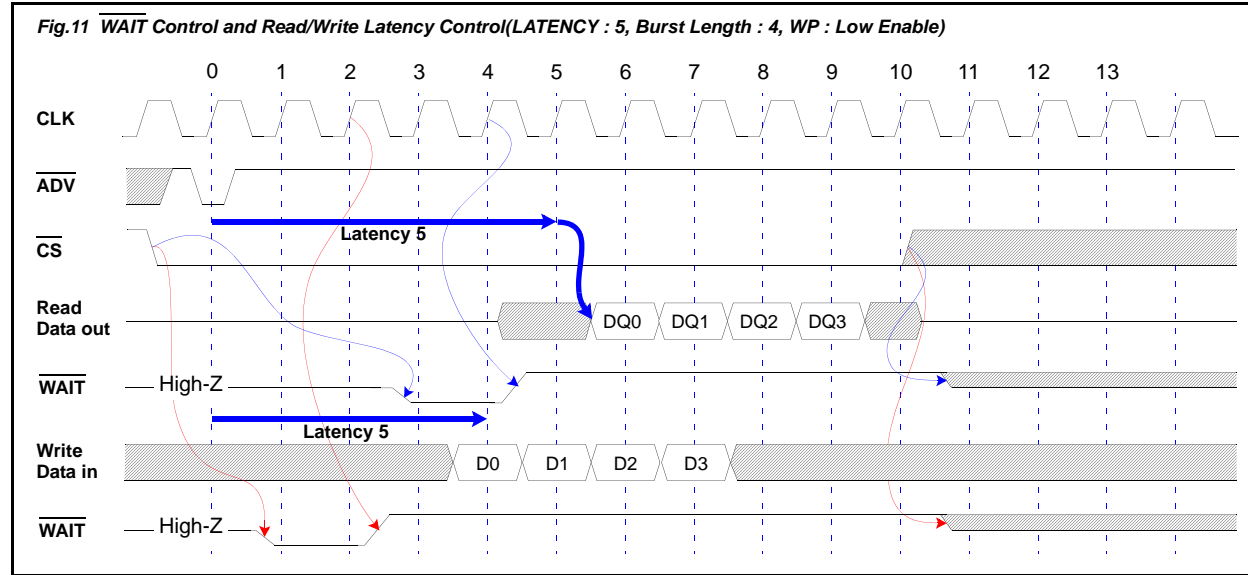 Fig.11 WAIT Control and Read/Write Latency Control(LATENCY : 5, Burst Length : 4, WP : Low Enable)
0 1 2 3 4 5 6 7 8 9 10 11 12 13
CLK
ADV
Latency 5
CS
Read
Data out
DQ0 DQ1 DQ2 DQ3
WAIT High-Z
Latency 5
Write
Data in
D0 D1 D2 D3
WAIT High-Z